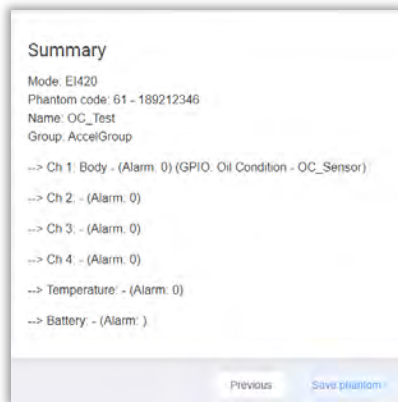 Summary
Mode: EI420
Phantom code: 61 - 189212346
Name: OC_Test
Group: AccelGroup
--> Ch 1: Body - (Alarm: 0) (GPIO: Oil Condition - OC_Sensor)
--> Ch 2: - (Alarm: 0)
--> Ch 3: - (Alarm: 0)
--> Ch 4: - (Alarm: 0)
--> Temperature: - (Alarm: 0)
--> Battery: - (Alarm: )
Previous Save phantom